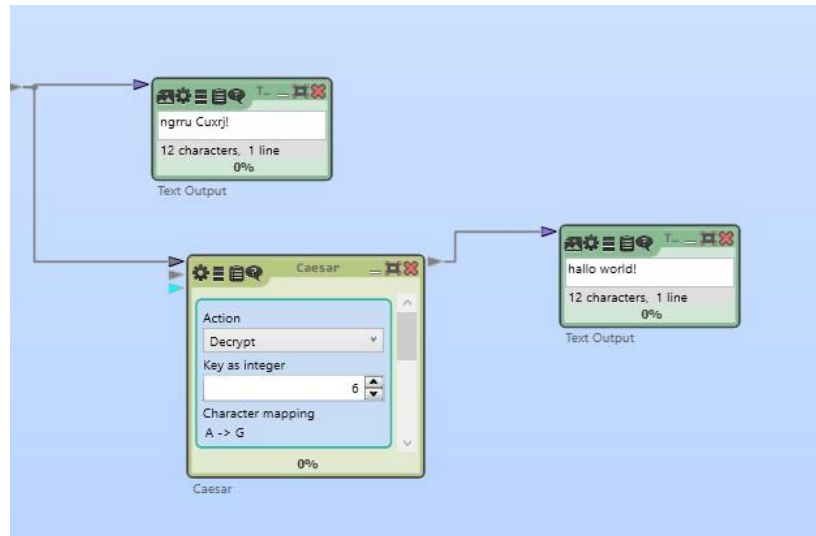 T...
ngrru Cuxrj!
12 characters, 1 line
0%
Text Output
Caesar
Action
Decrypt
Key as integer
6
Character mapping
A -> G
0%
Caesar
T...
hallo world!
12 characters, 1 line
0%
Text Output